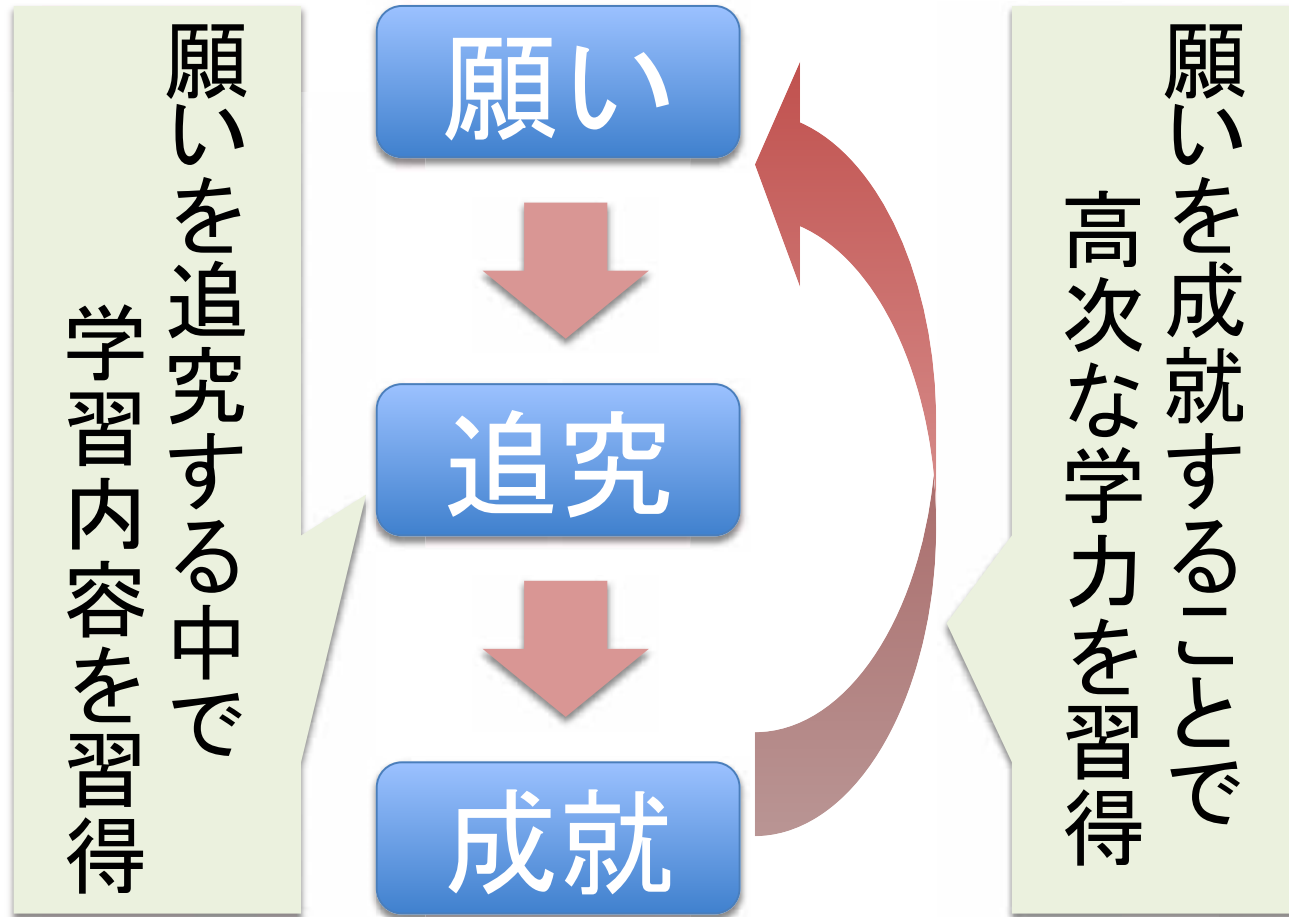 願い
追究
成就
願いを追究する中で
学習内容を習得
願いを成就することで
高次な学力を習得